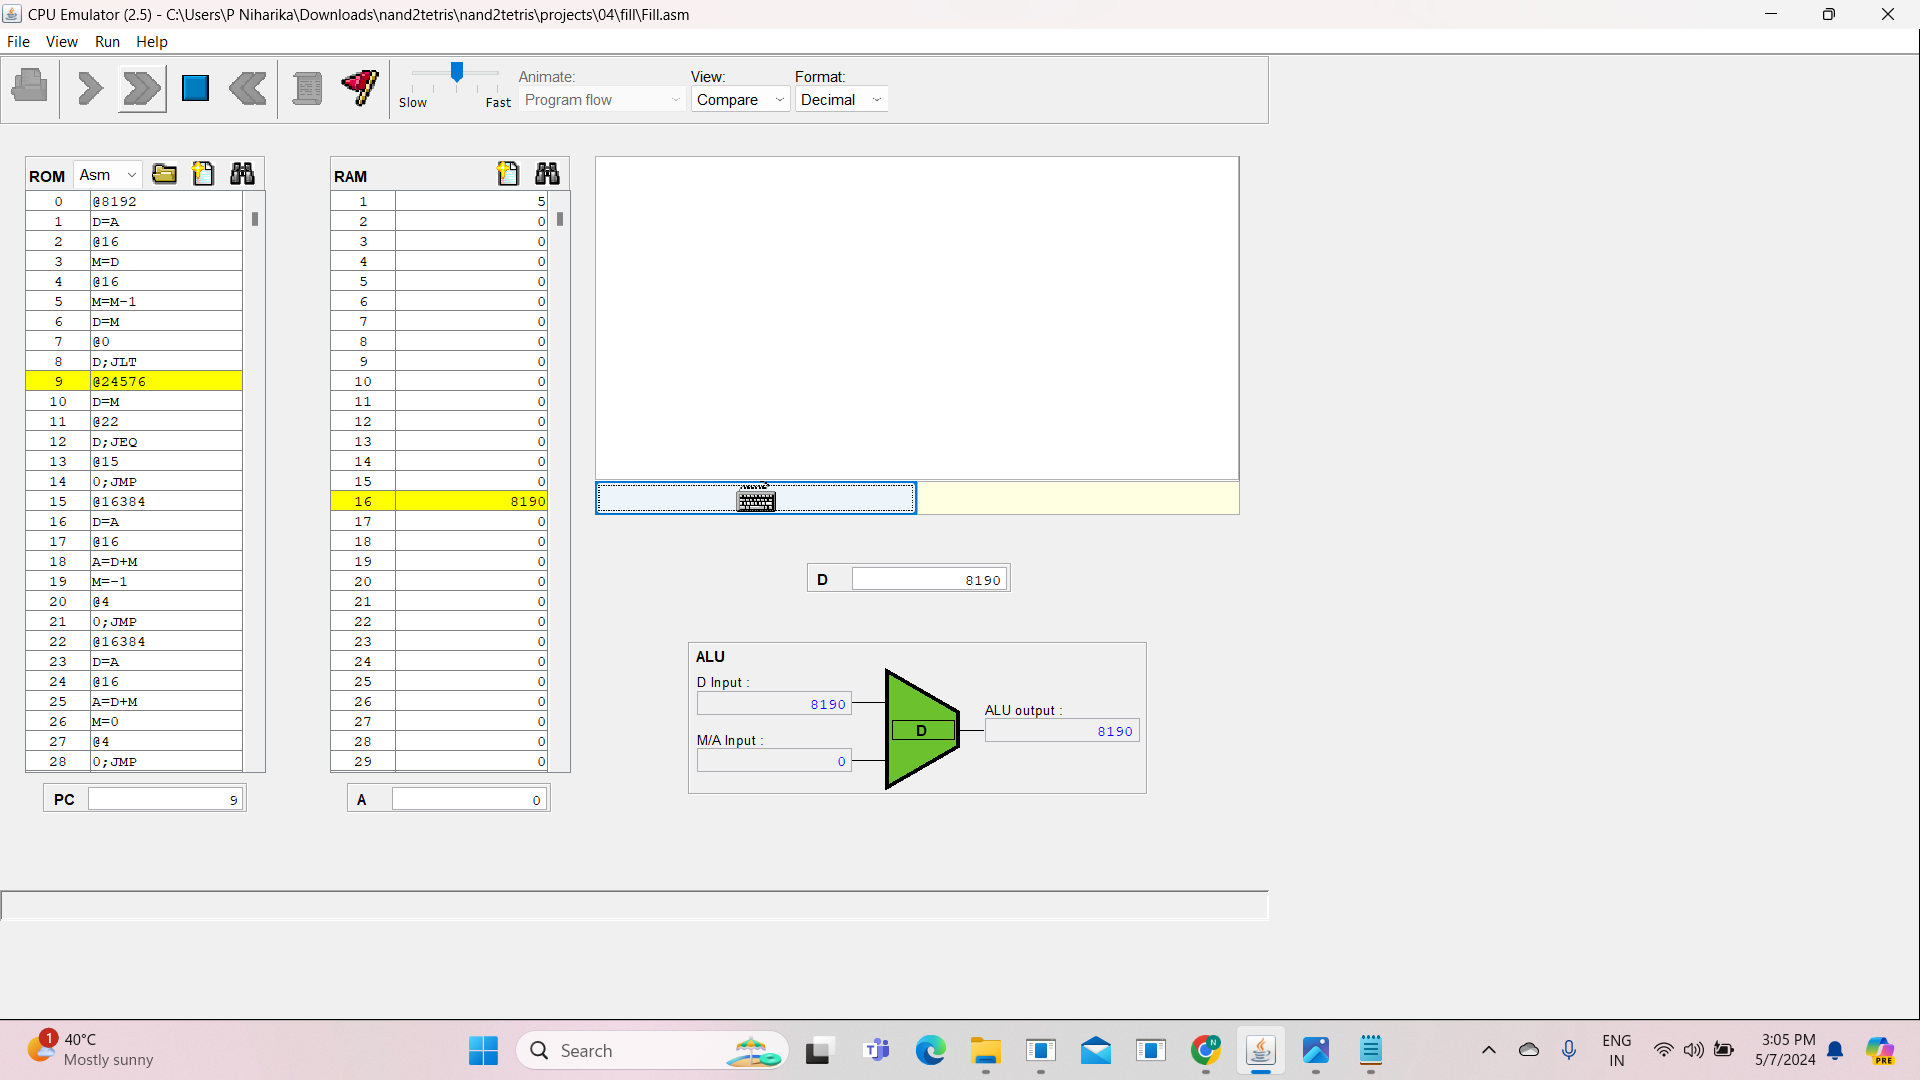 CPU Emulator (2.5) - C:\Users\P Niharika\Downloads\nand2tetris\nand2tetris\projects\04\fill\Fill.asm
File View Run Help
Slow Fast
Animate:
Program flow
View:
Compare
Format:
Decimal
ROM Asm
0 @8192
1 D=A
2 @16
3 M=D
4 @16
5 M=M-1
6 D=M
7 @0
8 D;JLT
9 @24576
10 D=M
11 @22
12 D;JEQ
13 @15
14 0;JMP
15 @16384
16 D=A
17 @16
18 A=D+M
19 M=-1
20 @4
21 0;JMP
22 @16384
23 D=A
24 @16
25 A=D+M
26 M=0
27 @4
28 0;JMP
PC 9
RAM
1 5
2 0
3 0
4 0
5 0
6 0
7 0
8 0
9 0
10 0
11 0
12 0
13 0
14 0
15 0
16 8190
17 0
18 0
19 0
20 0
21 0
22 0
23 0
24 0
25 0
26 0
27 0
28 0
29 0
A 0
D 8190
ALU
D Input :
8190
M/A Input :
0
D
ALU output :
8190
1
40°C
Mostly sunny
Search
ENG
IN
3:05 PM
5/7/2024
PRE